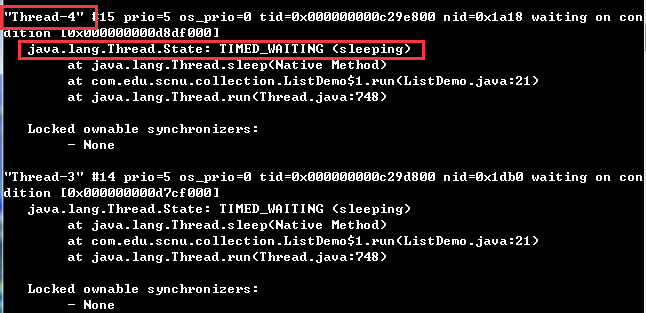 "Thread-4" #15 prio=5 os_prio=0 tid=0x000000000c29e800 nid=0x1a18 waiting on con
dition [0x000000000d8df000]
   java.lang.Thread.State: TIMED_WAITING (sleeping)
        at java.lang.Thread.sleep(Native Method)
        at com.edu.scnu.collection.ListDemo$1.run(ListDemo.java:21)
        at java.lang.Thread.run(Thread.java:748)
   Locked ownable synchronizers:
        - None
"Thread-3" #14 prio=5 os_prio=0 tid=0x000000000c29d800 nid=0x1db0 waiting on con
dition [0x000000000d7cf000]
   java.lang.Thread.State: TIMED_WAITING (sleeping)
        at java.lang.Thread.sleep(Native Method)
        at com.edu.scnu.collection.ListDemo$1.run(ListDemo.java:21)
        at java.lang.Thread.run(Thread.java:748)
   Locked ownable synchronizers:
        - None